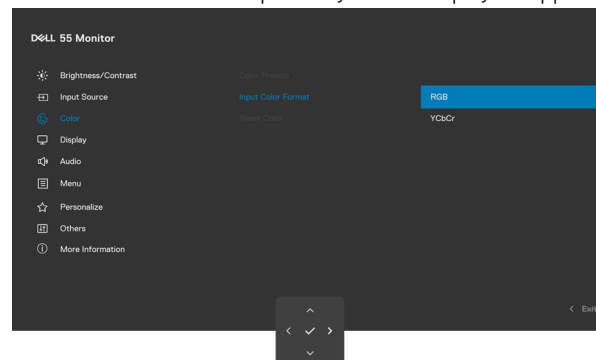 DELL 55 Monitor
Brightness/Contrast Color Presets
Input Source Input Color Format RGB
Color Reset Color YCbCr
Display
Audio
Menu
Personalize
Others
More Information
Exit